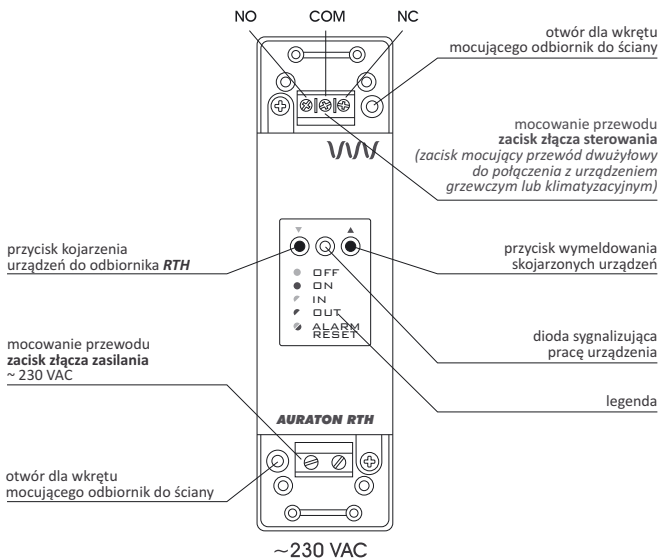 NO COM NC
otwór dla wkrętu
mocującego odbiornik do ściany
mocowanie przewodu
zacisk złącza sterowania
(zacisk mocujący przewód dwużyłowy
do połączenia z urządzeniem
grzewczym lub klimatyzacyjnym)
przycisk kojarzenia
urządzeń do odbiornika RTH
przycisk wymeldowania
skojarzonych urządzeń
OFF
ON
IN
OUT
ALARM
RESET
mocowanie przewodu
zacisk złącza zasilania
~ 230 VAC
dioda sygnalizująca
pracę urządzenia
legenda
AURATON RTH
otwór dla wkrętu
mocującego odbiornik do ściany
~230 VAC